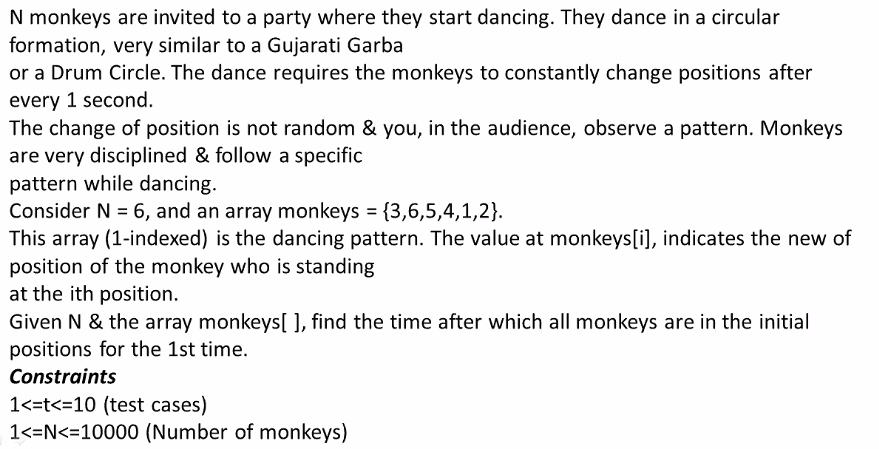 N monkeys are invited to a party where they start dancing. They dance in a circular
formation, very similar to a Gujarati Garba
or a Drum Circle. The dance requires the monkeys to constantly change positions after
every 1 second.
The change of position is not random & you, in the audience, observe a pattern. Monkeys
are very disciplined & follow a specific
pattern while dancing.
Consider N = 6, and an array monkeys = {3,6,5,4,1,2}.
This array (1-indexed) is the dancing pattern. The value at monkeys[i], indicates the new of
position of the monkey who is standing
at the ith position.
Given N & the array monkeys[ ], find the time after which all monkeys are in the initial
positions for the 1st time.
Constraints
1<=t<=10 (test cases)
1<=N<=10000 (Number of monkeys)